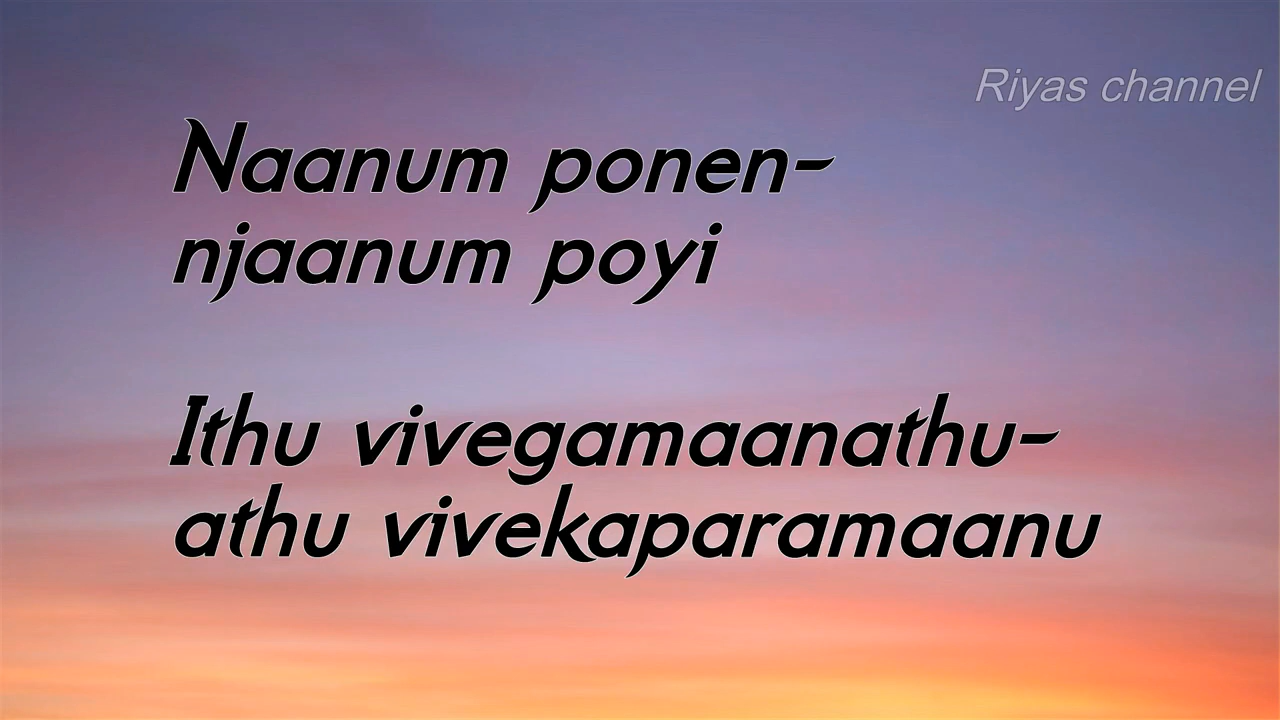 Riyas channel
Naanum ponen-
njaanum poyi
Ithu vivegamaanathu-
athu vivekaparamaanu